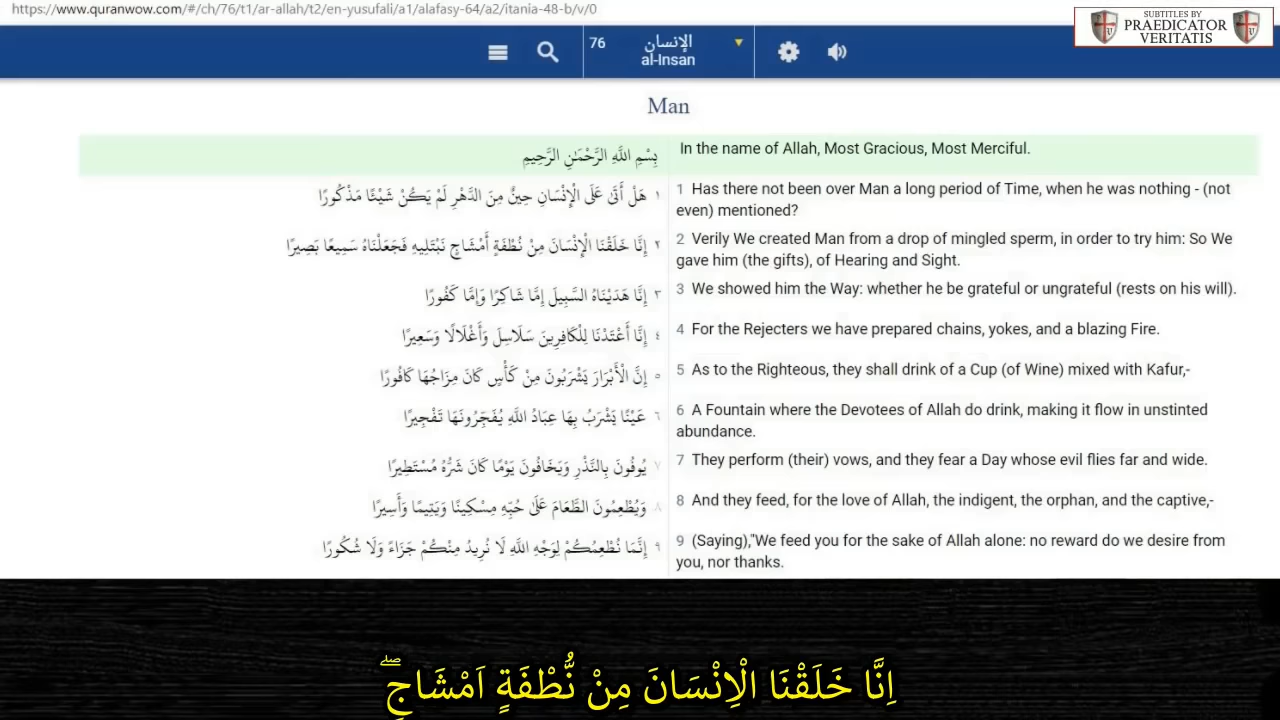 https://www.quranwow.com/#/ch/76/t1/ar-allah/t2/en-yusufali/a1/alafasy-64/a2/itania-48-b/v/0
SUBTITLES BY
PRAEDICATOR
VERITATIS
76
الإنسان
al-Insan
Man
بِسْمِ اللَّهِ الرَّحْمَٰنِ الرَّحِيمِ
In the name of Allah, Most Gracious, Most Merciful.
١ هَلْ أَتَىٰ عَلَى الْإِنْسَانِ حِينٌ مِنَ الدَّهْرِ لَمْ يَكُنْ شَيْئًا مَذْكُورًا
1 Has there not been over Man a long period of Time, when he was nothing - (not
even) mentioned?
٢ إِنَّا خَلَقْنَا الْإِنْسَانَ مِنْ نُطْفَةٍ أَمْشَاجٍ نَبْتَلِيهِ فَجَعَلْنَاهُ سَمِيعًا بَصِيرًا
2 Verily We created Man from a drop of mingled sperm, in order to try him: So We
gave him (the gifts), of Hearing and Sight.
٣ إِنَّا هَدَيْنَاهُ السَّبِيلَ إِمَّا شَاكِرًا وَإِمَّا كَفُورًا
3 We showed him the Way: whether he be grateful or ungrateful (rests on his will).
٤ إِنَّا أَعْتَدْنَا لِلْكَافِرِينَ سَلَاسِلَ وَأَغْلَالًا وَسَعِيرًا
4 For the Rejecters we have prepared chains, yokes, and a blazing Fire.
٥ إِنَّ الْأَبْرَارَ يَشْرَبُونَ مِنْ كَأْسٍ كَانَ مِزَاجُهَا كَافُورًا
5 As to the Righteous, they shall drink of a Cup (of Wine) mixed with Kafur,-
٦ عَيْنًا يَشْرَبُ بِهَا عِبَادُ اللَّهِ يُفَجِّرُونَهَا تَفْجِيرًا
6 A Fountain where the Devotees of Allah do drink, making it flow in unstinted
abundance.
٧ يُوفُونَ بِالنَّذْرِ وَيَخَافُونَ يَوْمًا كَانَ شَرُّهُ مُسْتَطِيرًا
7 They perform (their) vows, and they fear a Day whose evil flies far and wide.
٨ وَيُطْعِمُونَ الطَّعَامَ عَلَىٰ حُبِّهِ مِسْكِينًا وَيَتِيمًا وَأَسِيرًا
8 And they feed, for the love of Allah, the indigent, the orphan, and the captive,-
٩ إِنَّمَا نُطْعِمُكُمْ لِوَجْهِ اللَّهِ لَا نُرِيدُ مِنْكُمْ جَزَاءً وَلَا شُكُورًا
9 (Saying),"We feed you for the sake of Allah alone: no reward do we desire from
you, nor thanks.
اِنَّا خَلَقْنَا الْاِنْسَانَ مِنْ نُّطْفَةٍ اَمْشَاجٍۖ